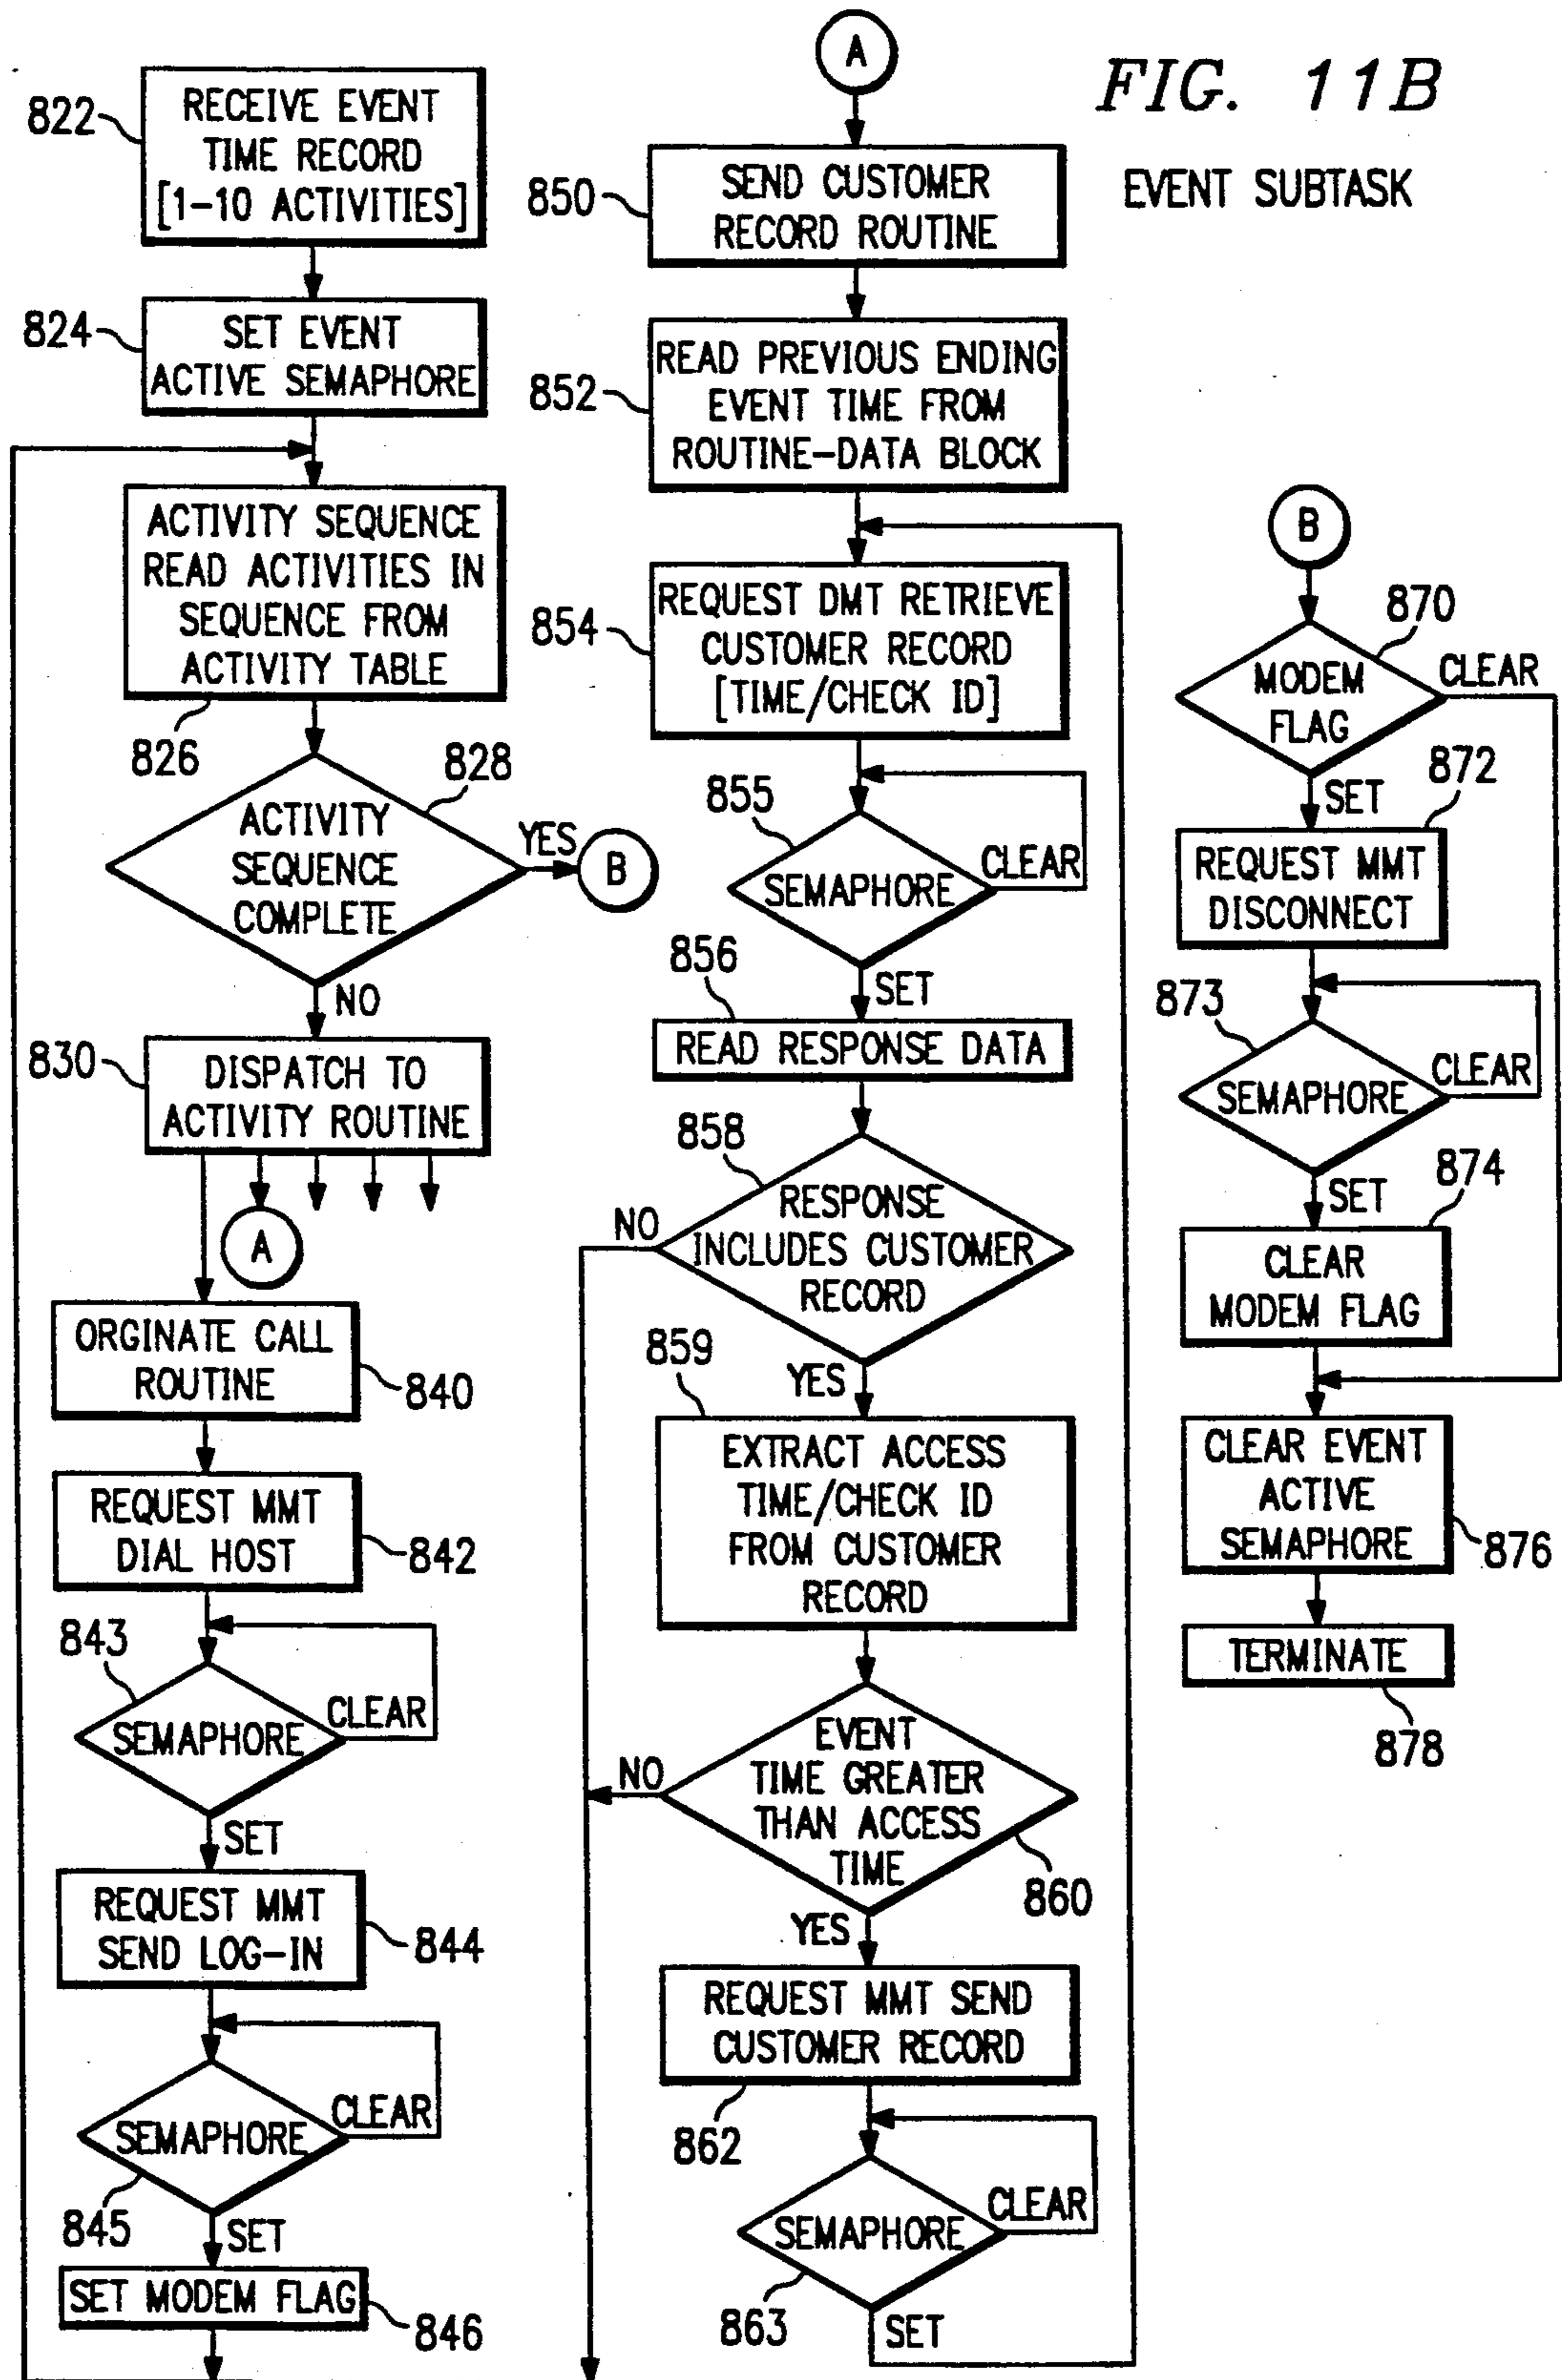 FIG. 11B
EVENT SUBTASK
822
RECEIVE EVENT
TIME RECORD
[1-10 ACTIVITIES]
824
SET EVENT
ACTIVE SEMAPHORE
ACTIVITY SEQUENCE
READ ACTIVITIES IN
SEQUENCE FROM
ACTIVITY TABLE
826
828
ACTIVITY
SEQUENCE
COMPLETE
YES
B
NO
830
DISPATCH TO
ACTIVITY ROUTINE
A
ORGINATE CALL
ROUTINE
840
REQUEST MMT
DIAL HOST
842
843
SEMAPHORE
CLEAR
SET
REQUEST MMT
SEND LOG-IN
844
SEMAPHORE
CLEAR
845
SET
SET MODEM FLAG
846
A
850
SEND CUSTOMER
RECORD ROUTINE
852
READ PREVIOUS ENDING
EVENT TIME FROM
ROUTINE-DATA BLOCK
854
REQUEST DMT RETRIEVE
CUSTOMER RECORD
[TIME/CHECK ID]
855
SEMAPHORE
CLEAR
856
SET
READ RESPONSE DATA
858
RESPONSE
INCLUDES CUSTOMER
RECORD
NO
859
YES
EXTRACT ACCESS
TIME/CHECK ID
FROM CUSTOMER
RECORD
EVENT
TIME GREATER
THAN ACCESS
TIME
NO
860
YES
REQUEST MMT SEND
CUSTOMER RECORD
862
SEMAPHORE
CLEAR
863
SET
B
870
MODEM
FLAG
CLEAR
SET
872
REQUEST MMT
DISCONNECT
873
SEMAPHORE
CLEAR
SET
874
CLEAR
MODEM FLAG
CLEAR EVENT
ACTIVE
SEMAPHORE
876
TERMINATE
878